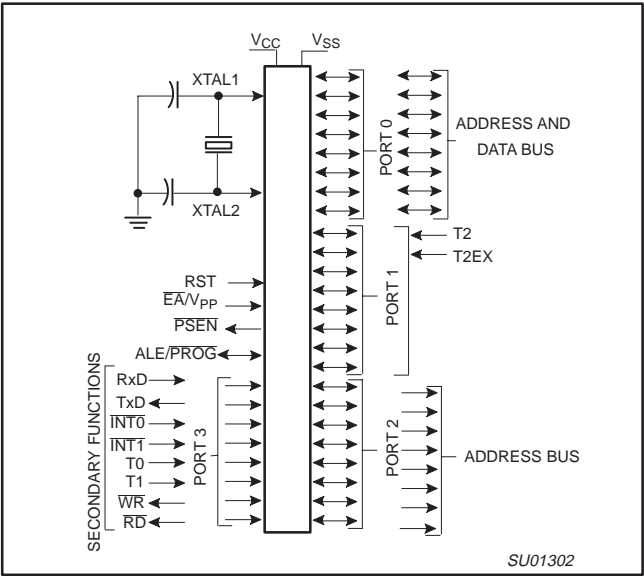 VCC VSS
XTAL1
XTAL2
PORT 0
ADDRESS AND
DATA BUS
T2
T2EX
PORT 1
RST
EA/VPP
PSEN
ALE/PROG
SECONDARY FUNCTIONS
RxD
TxD
INT0
INT1
T0
T1
WR
RD
PORT 3
PORT 2
ADDRESS BUS
SU01302